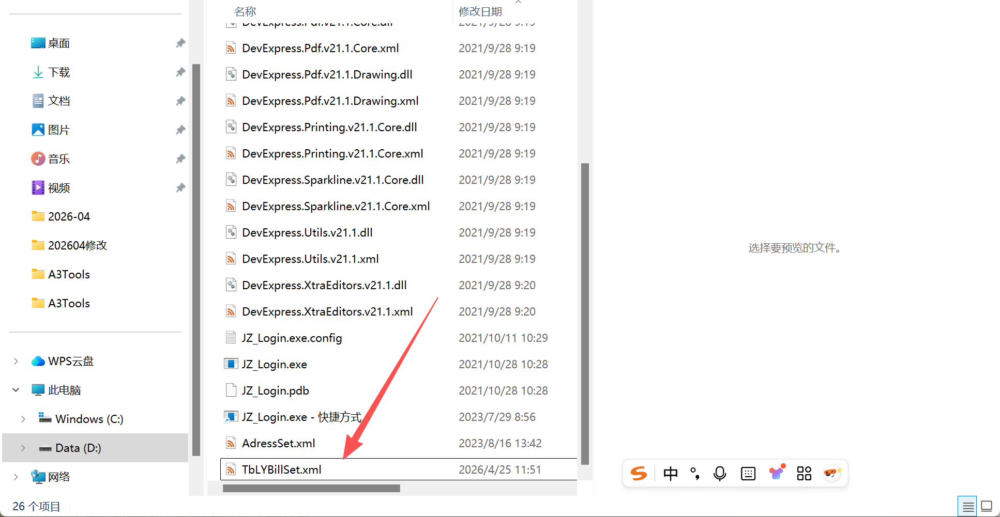 名称
修改日期
DevExpress.Pdf.v21.1.Core.dll
2021/9/28 9:19
桌面
DevExpress.Pdf.v21.1.Core.xml
2021/9/28 9:19
下载
DevExpress.Pdf.v21.1.Drawing.dll
2021/9/28 9:19
文档
DevExpress.Pdf.v21.1.Drawing.xml
2021/9/28 9:19
图片
DevExpress.Printing.v21.1.Core.dll
2021/9/28 9:19
音乐
DevExpress.Printing.v21.1.Core.xml
2021/9/28 9:19
视频
DevExpress.Sparkline.v21.1.Core.dll
2021/9/28 9:19
DevExpress.Sparkline.v21.1.Core.xml
2021/9/28 9:19
2026-04
DevExpress.Utils.v21.1.dll
2021/9/28 9:19
202604修改
选择要预览的文件。
DevExpress.Utils.v21.1.xml
2021/9/28 9:19
A3Tools
DevExpress.XtraEditors.v21.1.dll
2021/9/28 9:20
A3Tools
DevExpress.XtraEditors.v21.1.xml
2021/9/28 9:20
JZ_Login.exe.config
2021/10/11 10:29
WPS云盘
JZ_Login.exe
2021/10/28 10:28
此电脑
JZ_Login.pdb
2021/10/28 10:28
Windows (C:)
JZ_Login.exe - 快捷方式
2023/7/29 8:56
Data (D:)
AdressSet.xml
2023/8/16 13:42
网络
TbLYBillSet.xml
2026/4/25 11:51
中
26 个项目